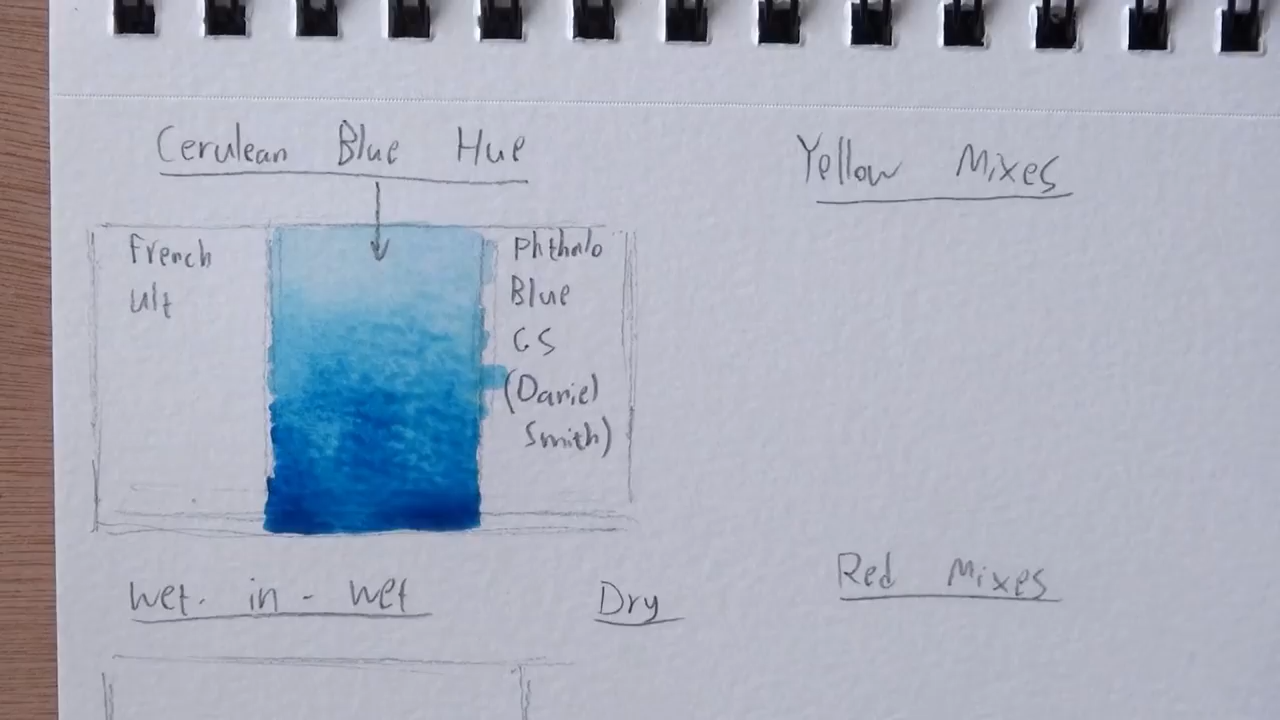 Cerulean Blue Hue
Yellow Mixes
French
Ult
Phthalo
Blue
GS
(Daniel
Smith)
Wet-in-Wet
Dry
Red Mixes